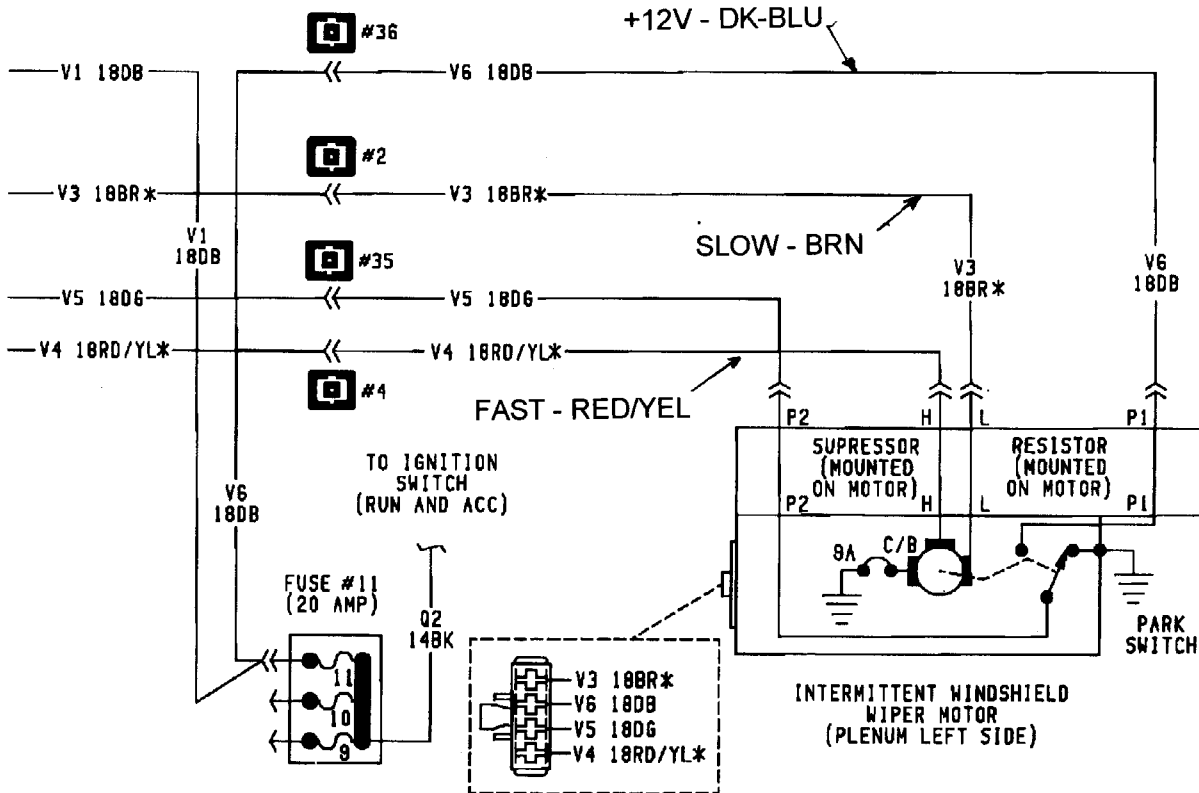 +12V - DK-BLU
#36
V1 18DB
V6 18DB
#2
V3 18BR*
V3 18BR*
SLOW - BRN
V1
18DB
#35
V3
18BR*
V6
18DB
V5 18DG
V5 18DG
V4 18RD/YL*
V4 18RD/YL*
#4
FAST - RED/YEL
P2
H
L
P1
SUPRESSOR
(MOUNTED
ON MOTOR)
RESISTOR
(MOUNTED
ON MOTOR)
TO IGNITION
SWITCH
(RUN AND ACC)
V6
18DB
P2
H
L
P1
9A
C/B
FUSE #11
(20 AMP)
Q2
14BK
PARK
SWITCH
11
10
9
V3 18BR*
V6 18DB
V5 18DG
V4 18RD/YL*
INTERMITTENT WINDSHIELD
WIPER MOTOR
(PLENUM LEFT SIDE)